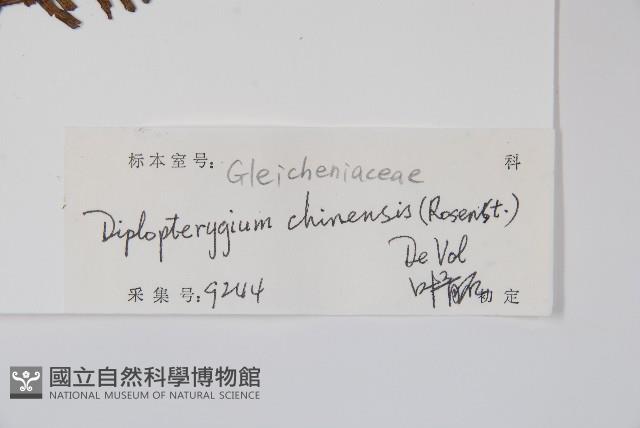 标本室号: Gleicheniaceae 科
Diplopterygium chinensis (Rosenst.)
De Vol
采集号: 9244 初定
國立自然科學博物館
NATIONAL MUSEUM OF NATURAL SCIENCE